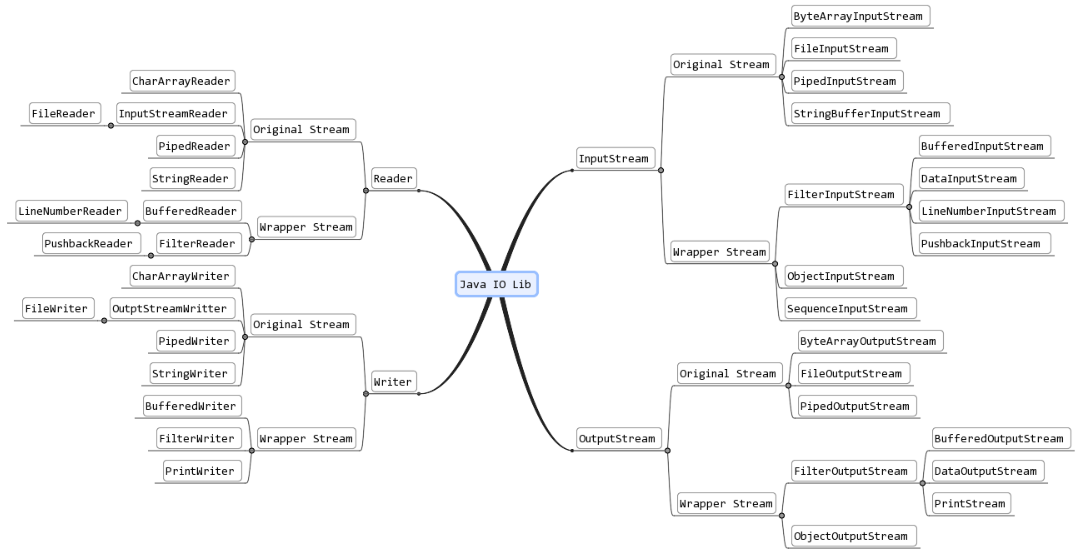 Java IO Lib
Reader
Original Stream
CharArrayReader
InputStreamReader
FileReader
PipedReader
StringReader
Wrapper Stream
BufferedReader
LineNumberReader
FilterReader
PushbackReader
Writer
Original Stream
CharArrayWriter
OutptStreamWritter
FileWriter
PipedWriter
StringWriter
Wrapper Stream
BufferedWriter
FilterWriter
PrintWriter
InputStream
Original Stream
ByteArrayInputStream
FileInputStream
PipedInputStream
StringBufferInputStream
Wrapper Stream
FilterInputStream
BufferedInputStream
DataInputStream
LineNumberInputStream
PushbackInputStream
ObjectInputStream
SequenceInputStream
OutputStream
Original Stream
ByteArrayOutputStream
FileOutputStream
PipedOutputStream
Wrapper Stream
FilterOutputStream
BufferedOutputStream
DataOutputStream
PrintStream
ObjectOutputStream